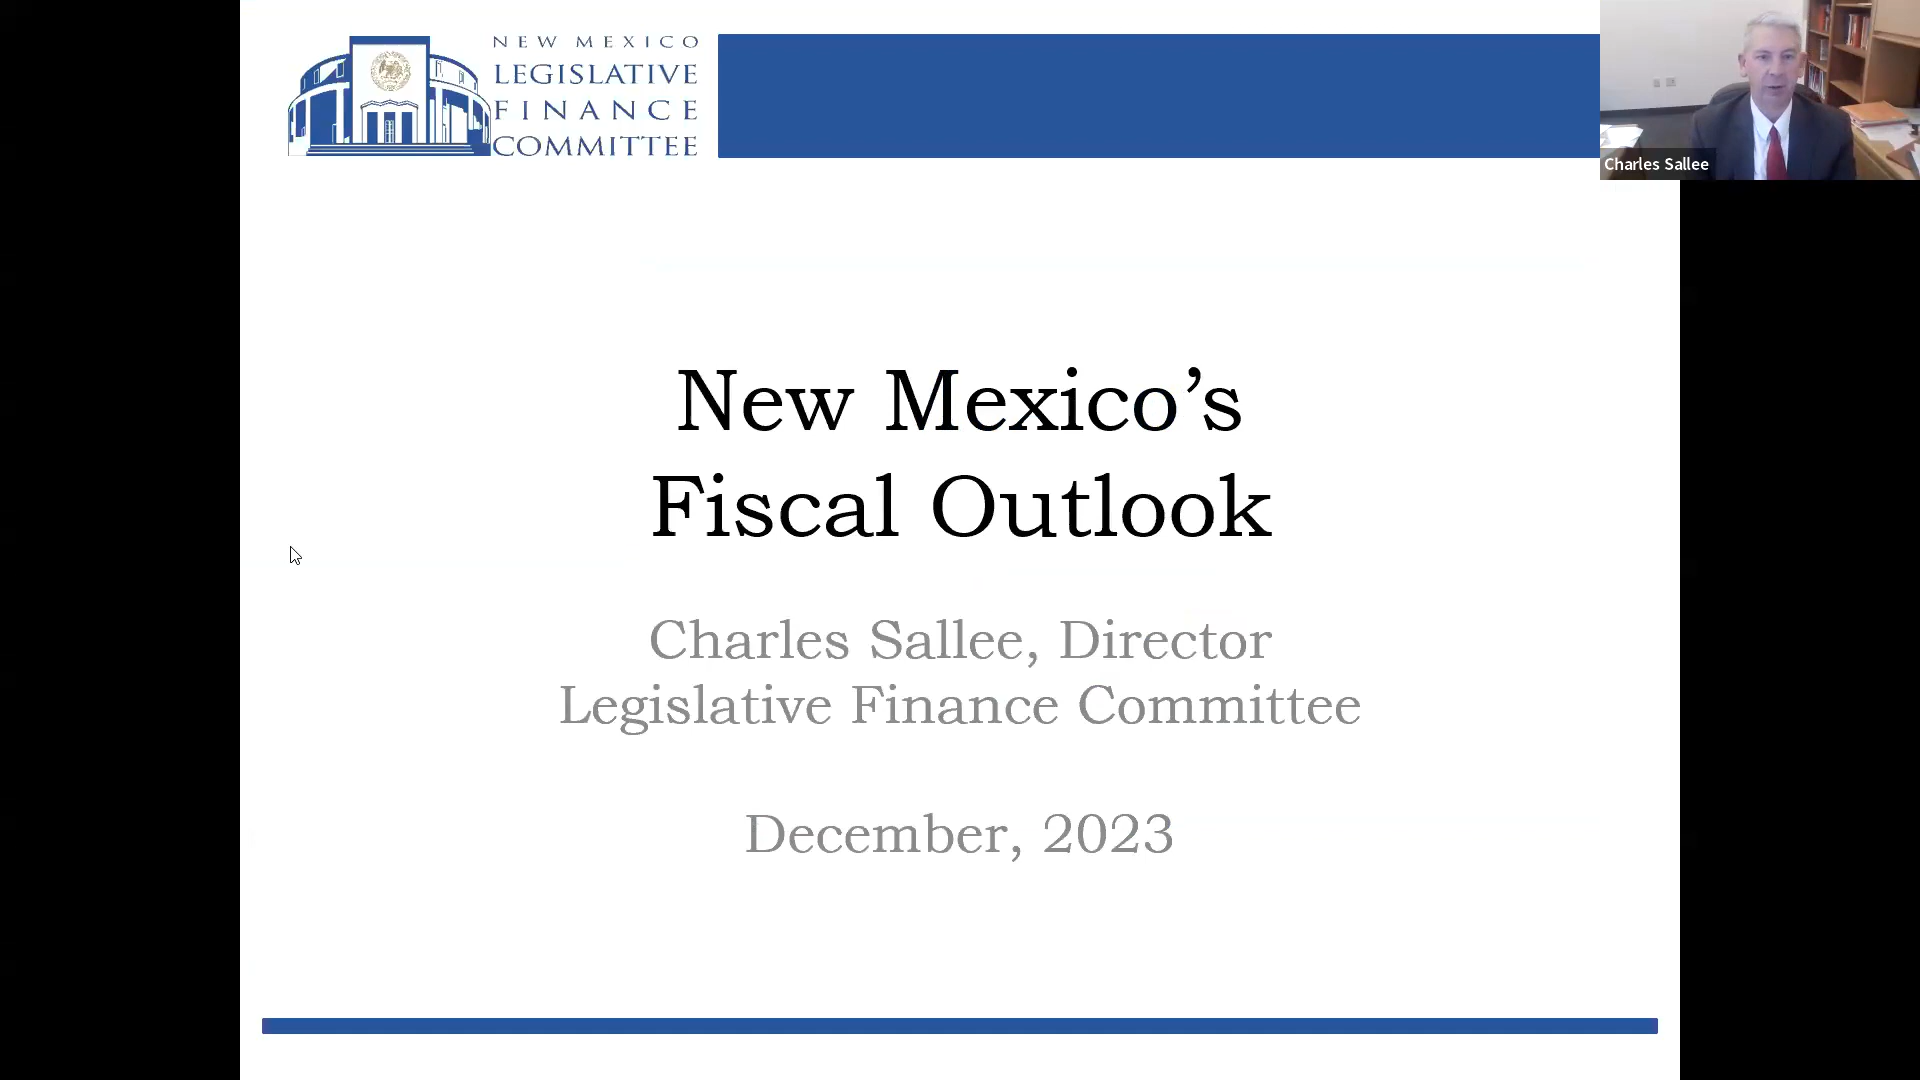 NEW MEXICO
LEGISLATIVE
FINANCE
COMMITTEE
Charles Sallee
New Mexico’s
Fiscal Outlook
Charles Sallee, Director
Legislative Finance Committee
December, 2023